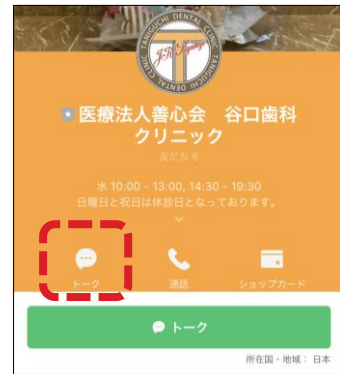 TANIGUCHI DENTAL CLINIC
医療法人善心会 谷口歯科
クリニック
友だち 6
水 10:00 - 13:00, 14:30 - 19:30
日曜日と祝日は休診日となっております。
トーク
通話
ショップカード
トーク
所在国・地域： 日本